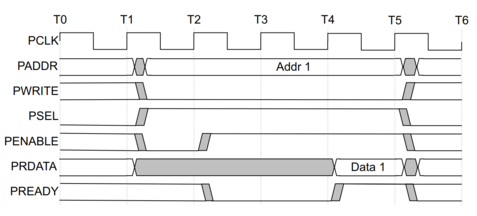 T0 T1 T2 T3 T4 T5 T6
PCLK
PADDR Addr 1
PWRITE
PSEL
PENABLE
PRDATA Data 1
PREADY